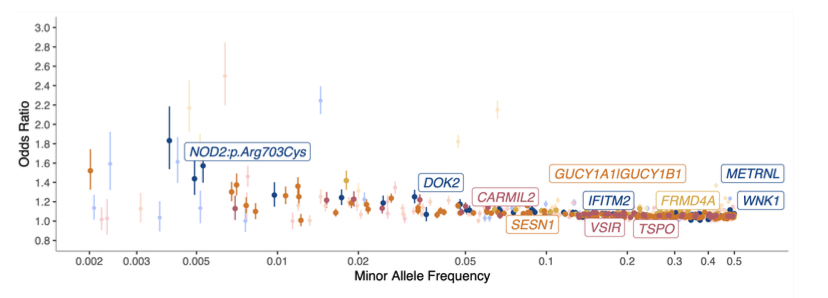 3.0
2.8
2.6
2.4
2.2
2.0
1.8
1.6
1.4
1.2
1.0
0.8
Odds Ratio
NOD2:p.Arg703Cys
DOK2
CARMIL2
SESN1
GUCY1A1|GUCY1B1
IFITM2
VSIR
TSPO
FRMD4A
METRNL
WNK1
0.002 0.003 0.005 0.01 0.02 0.05 0.1 0.2 0.3 0.4 0.5
Minor Allele Frequency